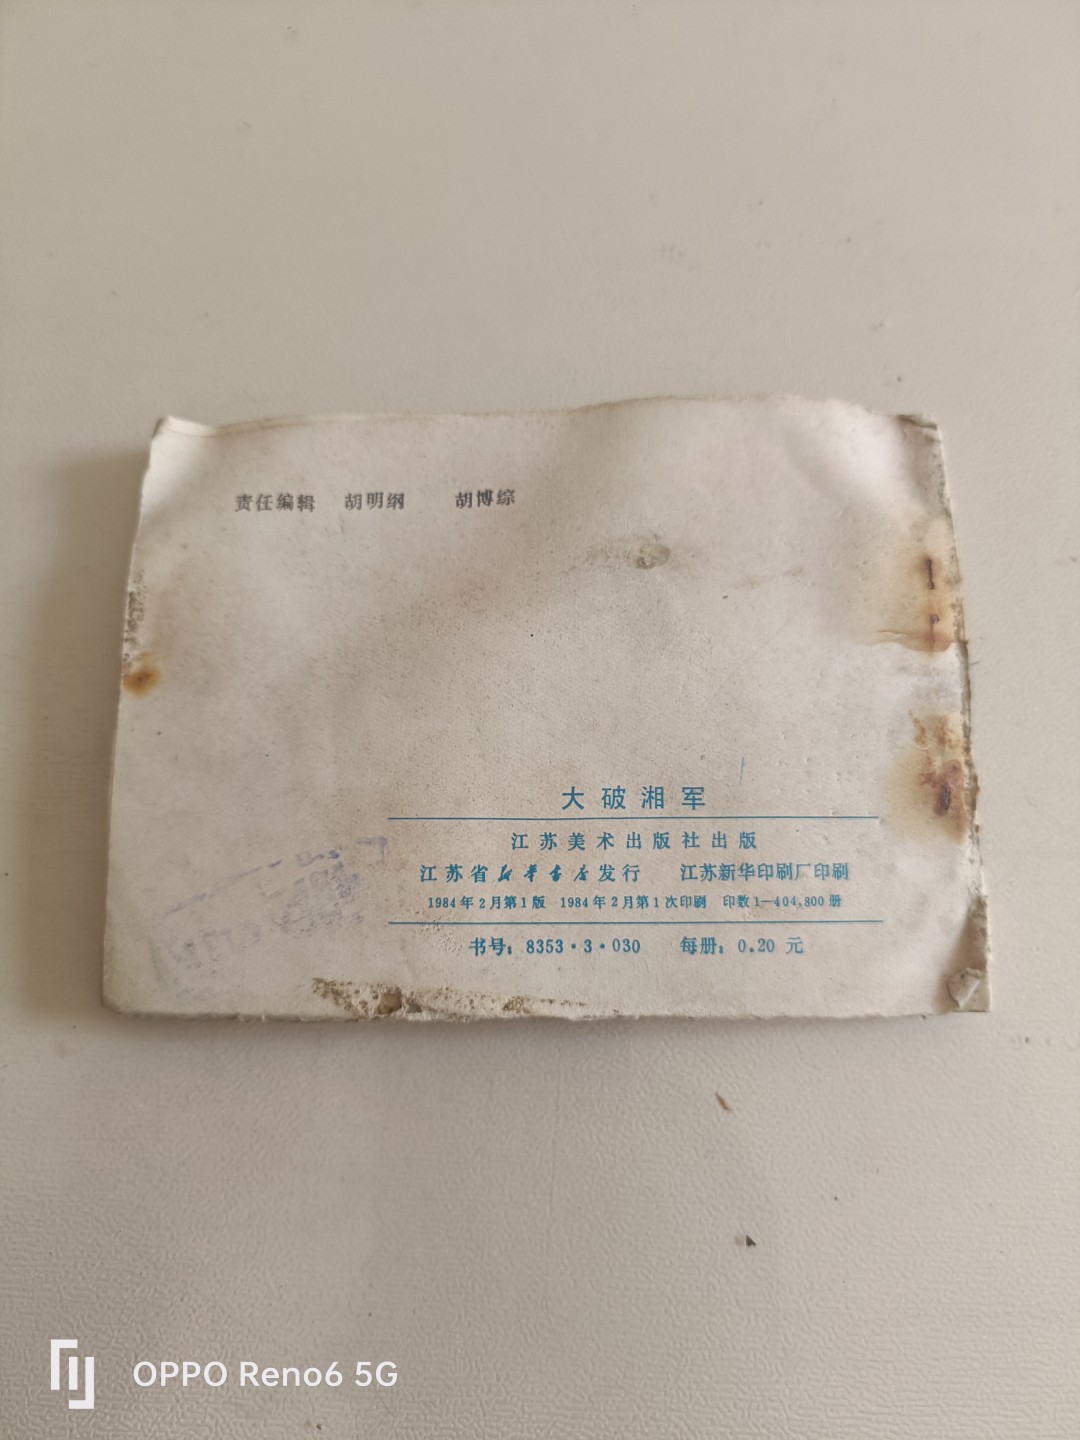 责任编辑 胡明纲 胡博综
大破湘军
江苏美术出版社出版
江苏省新华书店发行 江苏新华印刷厂印刷
1984年2月第1版 1984年2月第1次印刷 印数1—404,800册
书号：8353·3·030 每册：0.20元
OPPO Reno6 5G